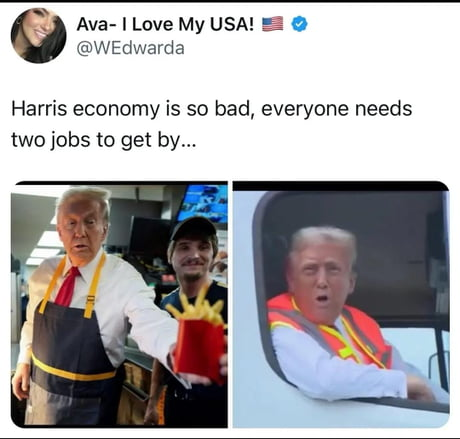 Ava- I Love My USA! 🇺🇸
@WEdwarda
Harris economy is so bad, everyone needs
two jobs to get by...